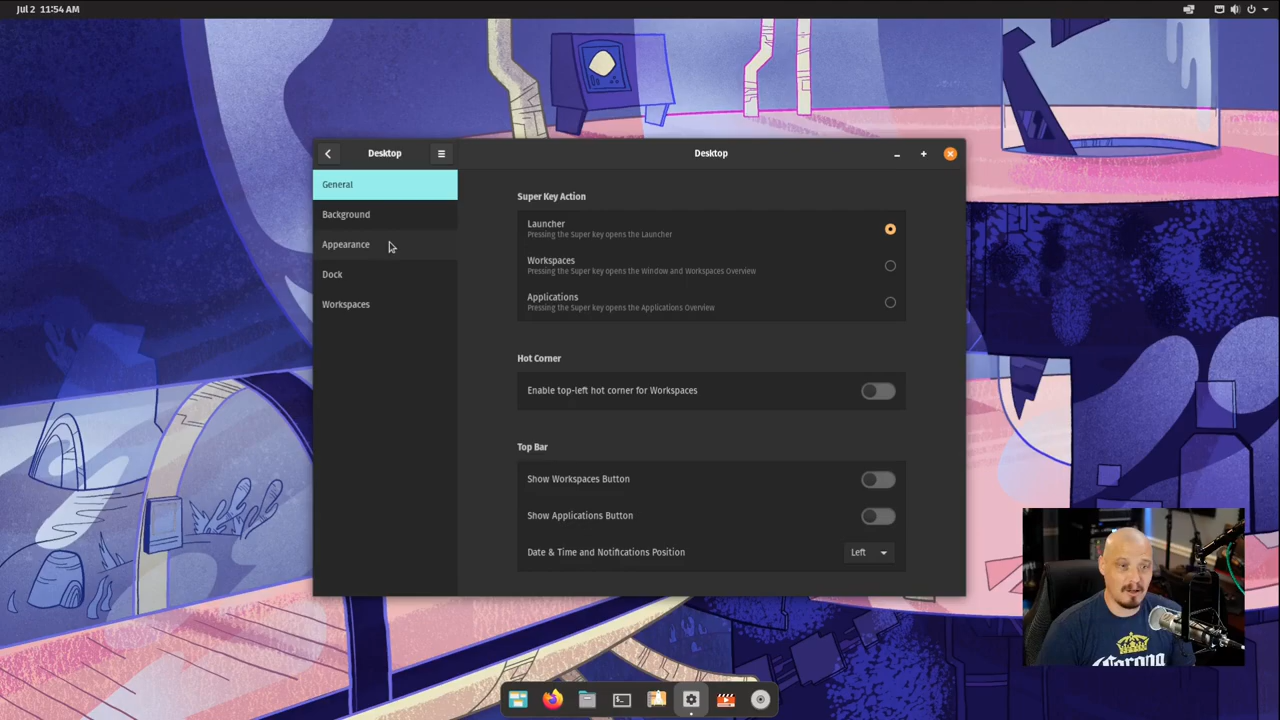 Jul 2 11:54 AM
Desktop
Desktop
General
Background
Appearance
Dock
Workspaces
Super Key Action
Launcher
Pressing the Super key opens the Launcher
Workspaces
Pressing the Super key opens the Window and Workspaces Overview
Applications
Pressing the Super key opens the Applications Overview
Hot Corner
Enable top-left hot corner for Workspaces
Top Bar
Show Workspaces Button
Show Applications Button
Date & Time and Notifications Position
Left
Corona